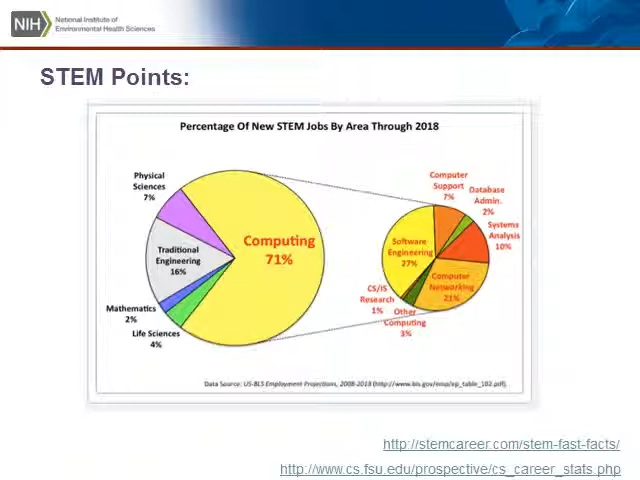 NIH
National Institute of
Environmental Health Sciences
STEM Points:
Percentage Of New STEM Jobs By Area Through 2018
Physical
Sciences
7%
Traditional
Engineering
16%
Mathematics
2%
Life Sciences
4%
Computing
71%
Computer
Support
7%
Database
Admin.
2%
Systems
Analysis
10%
Software
Engineering
27%
Computer
Networking
21%
CS/IS
Research
1%
Other
Computing
3%
Data Source: US-BLS Employment Projections, 2008-2018 (http://www.bls.gov/emp/ep_table_102.pdf).
http://stemcareer.com/stem-fast-facts/
http://www.cs.fsu.edu/prospective/cs_career_stats.php